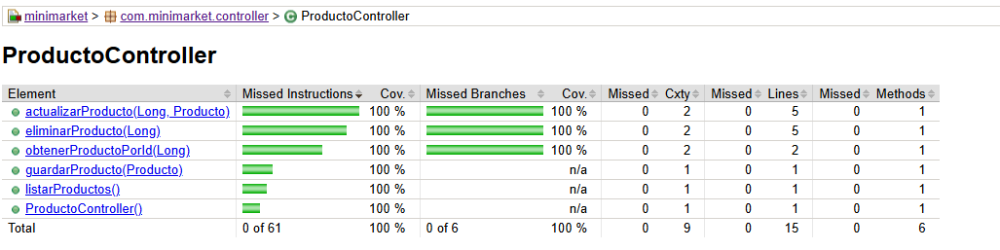 minimarket > com.minimarket.controller > ProductoController
ProductoController
Element Missed Instructions Cov. Missed Branches Cov. Missed Cxty Missed Lines Missed Methods
actualizarProducto(Long, Producto) 100 % 100 % 0 2 0 5 0 1
eliminarProducto(Long) 100 % 100 % 0 2 0 5 0 1
obtenerProductoPorId(Long) 100 % 100 % 0 2 0 2 0 1
guardarProducto(Producto) 100 % n/a 0 1 0 1 0 1
listarProductos() 100 % n/a 0 1 0 1 0 1
ProductoController() 100 % n/a 0 1 0 1 0 1
Total 0 of 61 100 % 0 of 6 100 % 0 9 0 15 0 6